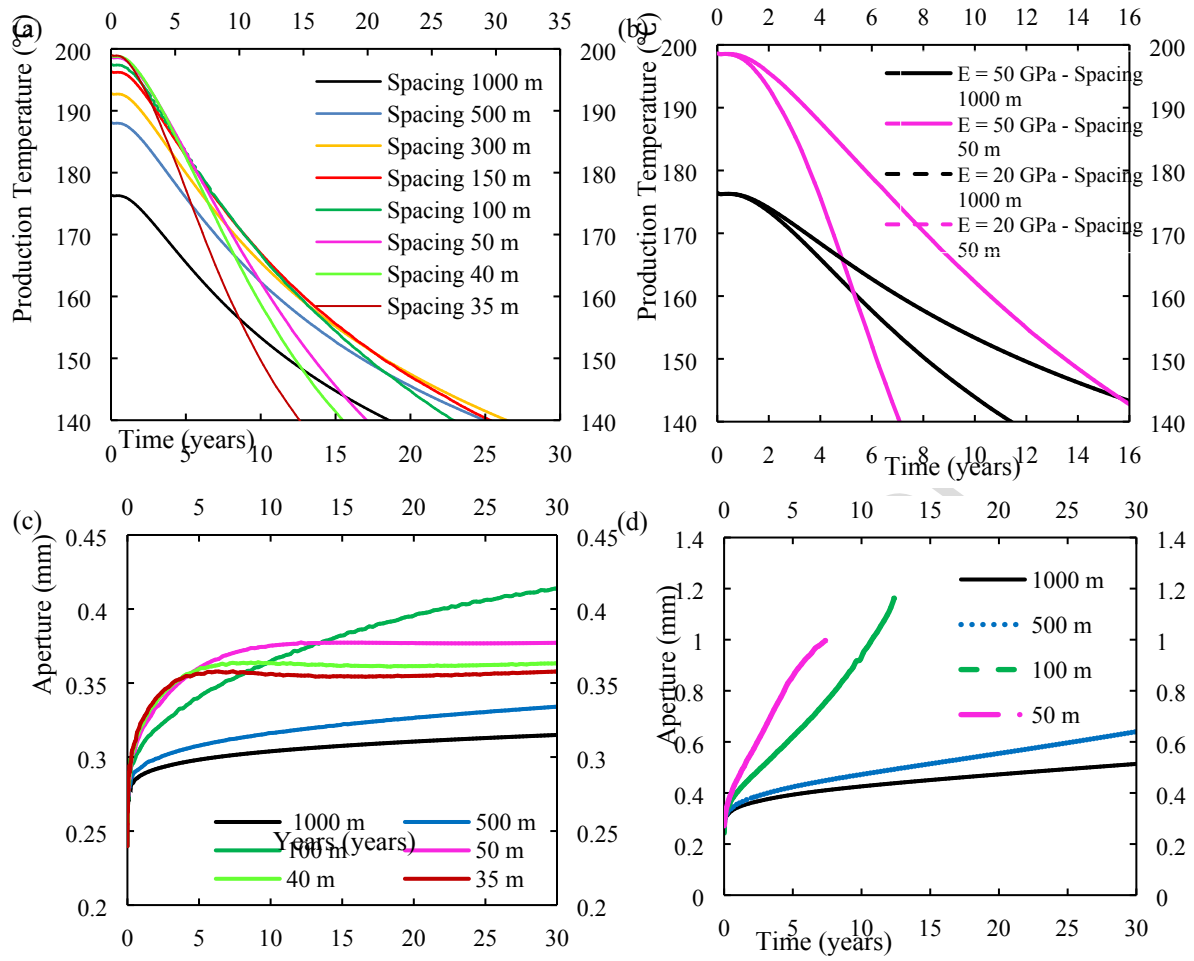 (a)
0 5 10 15 20 25 30 35
Production Temperature (°C)
200 190 180 170 160 150 140
Spacing 1000 m
Spacing 500 m
Spacing 300 m
Spacing 150 m
Spacing 100 m
Spacing 50 m
Spacing 40 m
Spacing 35 m
200 190 180 170 160 150 140
0 5 10 15 20 25 30 35
Time (years)
(b)
0 2 4 6 8 10 12 14 16
Production Temperature (°C)
200 190 180 170 160 150 140
E = 50 GPa - Spacing
1000 m
E = 50 GPa - Spacing
50 m
E = 20 GPa - Spacing
1000 m
E = 20 GPa - Spacing
50 m
200 190 180 170 160 150 140
0 2 4 6 8 10 12 14 16
Time (years)
(c)
0 5 10 15 20 25 30
Aperture (mm)
0.45 0.4 0.35 0.3 0.25 0.2
1000 m 500 m
100 m 50 m
40 m 35 m
Years (years)
0.45 0.4 0.35 0.3 0.25 0.2
0 5 10 15 20 25 30
(d)
0 5 10 15 20 25 30
Aperture (mm)
1.4 1.2 1 0.8 0.6 0.4 0.2 0
1000 m
500 m
100 m
50 m
1.4 1.2 1 0.8 0.6 0.4 0.2 0
0 5 10 15 20 25 30
Time (years)